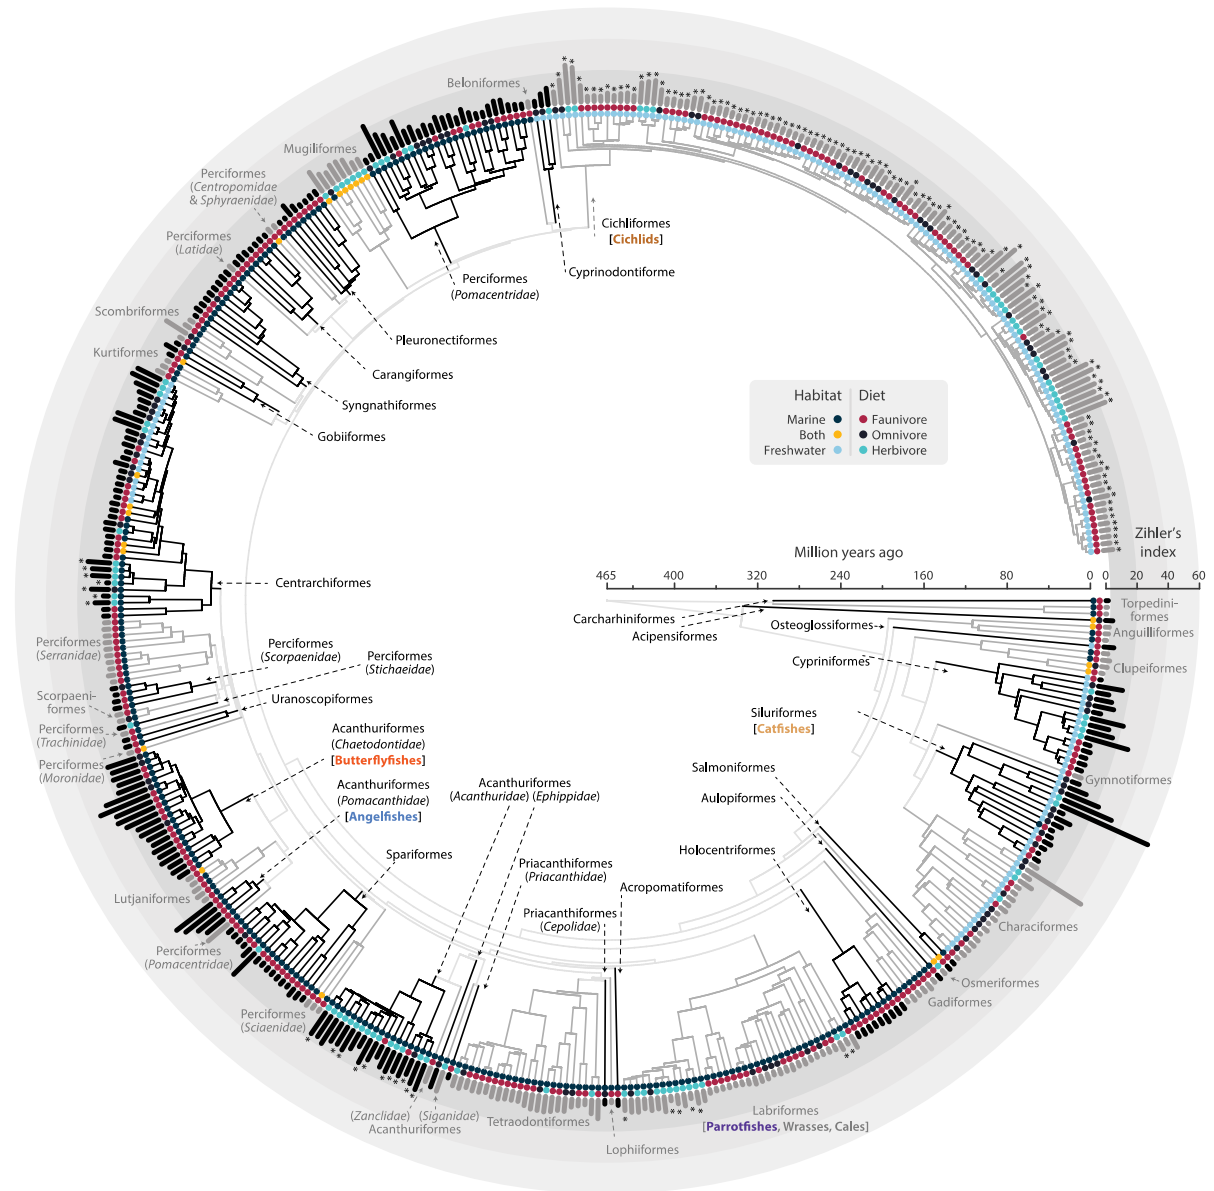 Beloniformes
Mugiliformes
Perciformes
(Centropomidae
& Sphyraenidae)
Perciformes
(Latidae)
Scombriformes
Kurtiformes
Cichliformes
[Cichlids]
Cyprinodontiforme
Perciformes
(Pomacentridae)
Pleuronectiformes
Carangiformes
Syngnathiformes
Gobiiformes
Habitat Diet
Marine Faunivore
Both Omnivore
Freshwater Herbivore
Million years ago
Zihler's
index
465 400 320 240 160 80 0 0 20 40 60
Centrarchiformes
Carcharhiniformes
Acipensiformes
Osteoglossiformes
Cypriniformes
Torpedini-
formes
Anguilliformes
Clupeiformes
Perciformes
(Serranidae)
Perciformes
(Scorpaenidae)
Perciformes
(Stichaeidae)
Uranoscopiformes
Scorpaeni-
formes
Perciformes
(Trachinidae)
Perciformes
(Moronidae)
Acanthuriformes
(Chaetodontidae)
[Butterflyfishes]
Acanthuriformes
(Pomacanthidae)
[Angelfishes]
Acanthuriformes
(Acanthuridae) (Ephippidae)
Siluriformes
[Catfishes]
Salmoniformes
Aulopiformes
Gymnotiformes
Spariformes
Holocentriformes
Priacanthiformes
(Priacanthidae)
Acropomatiformes
Priacanthiformes
(Cepolidae)
Lutjaniformes
Perciformes
(Pomacentridae)
Perciformes
(Sciaenidae)
Characiformes
Osmeriformes
Gadiformes
(Zanclidae) (Siganidae)
Acanthuriformes
Tetraodontiformes
Lophiiformes
Labriformes
[Parrotfishes, Wrasses, Cales]